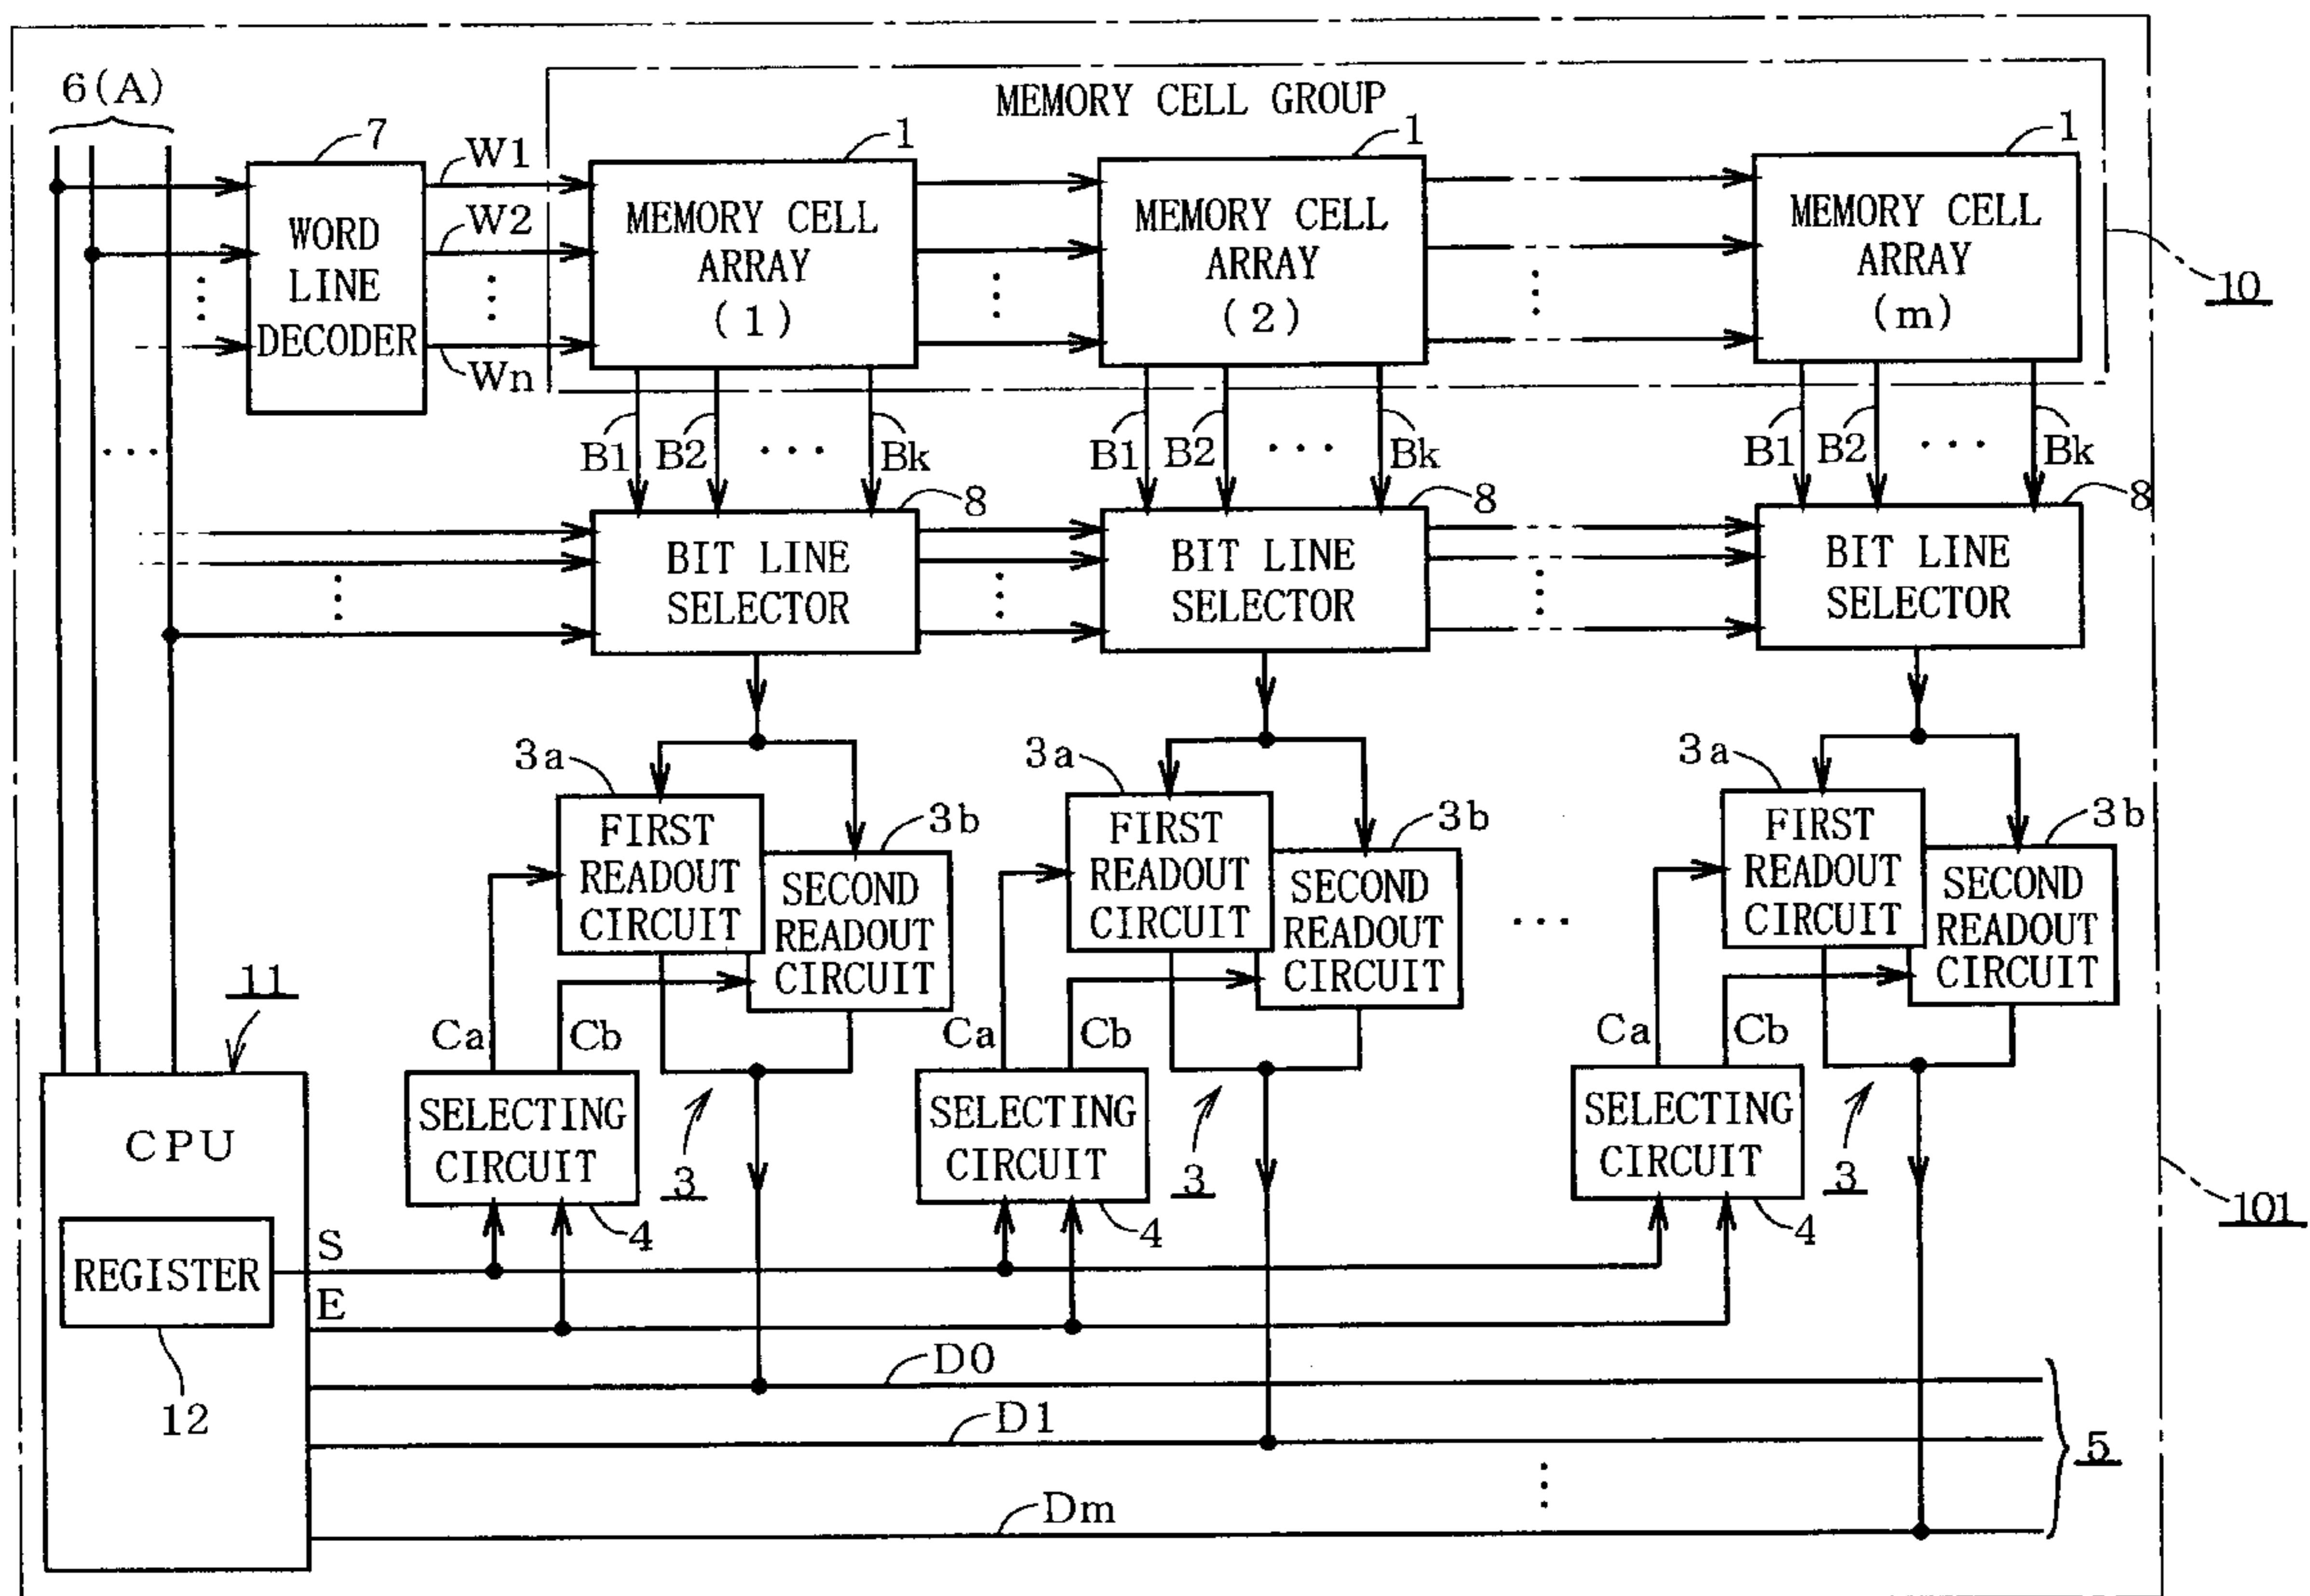 6(A)
MEMORY CELL GROUP
7
W1
W2
Wn
WORD
LINE
DECODER
1
MEMORY CELL
ARRAY
(1)
1
MEMORY CELL
ARRAY
(2)
1
MEMORY CELL
ARRAY
(m)
10
B1 B2 ... Bk
B1 B2 ... Bk
B1 B2 ... Bk
...
8
BIT LINE
SELECTOR
8
BIT LINE
SELECTOR
8
BIT LINE
SELECTOR
3a
FIRST
READOUT
CIRCUIT
3b
SECOND
READOUT
CIRCUIT
3a
FIRST
READOUT
CIRCUIT
3b
SECOND
READOUT
CIRCUIT
...
3a
FIRST
READOUT
CIRCUIT
3b
SECOND
READOUT
CIRCUIT
11
Ca Cb
Ca Cb
Ca Cb
CPU
SELECTING
CIRCUIT
4
3
SELECTING
CIRCUIT
4
3
SELECTING
CIRCUIT
4
3
101
REGISTER
12
S
E
D0
D1
Dm
5